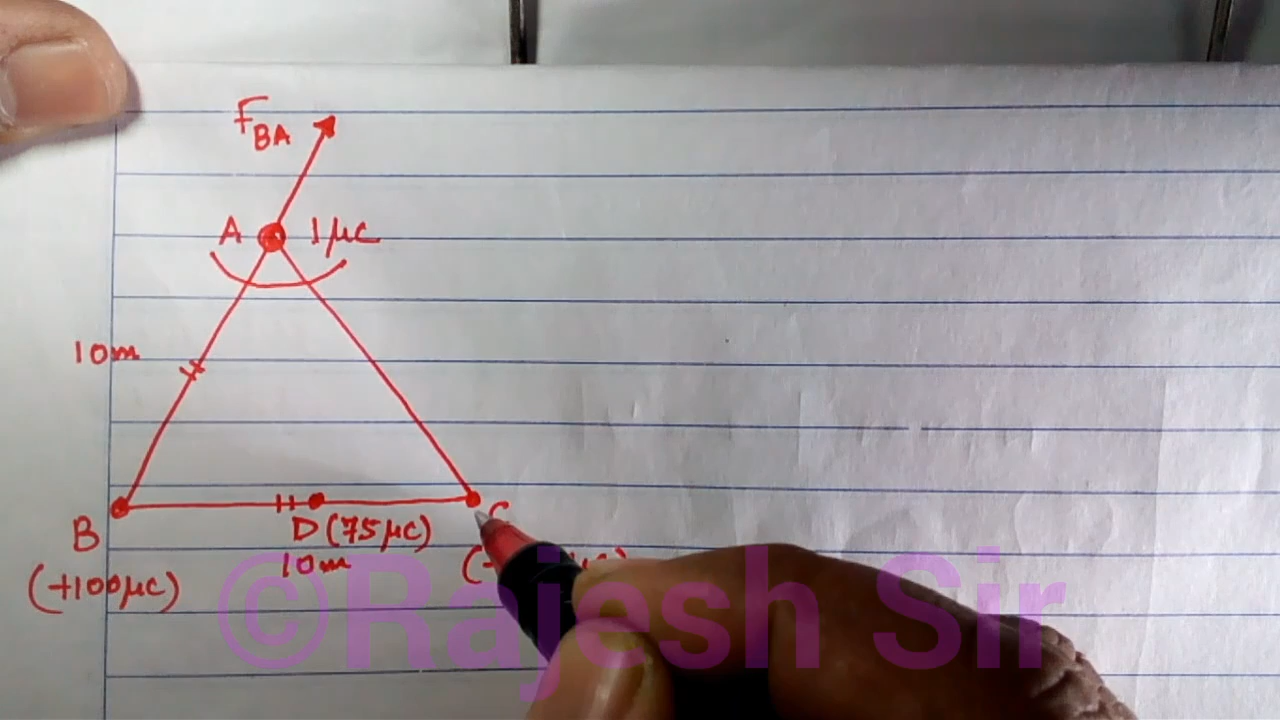 F_BA
A 1μC
10m
B
D (75μC)
10m
(+100μC)
©Rajesh Sir